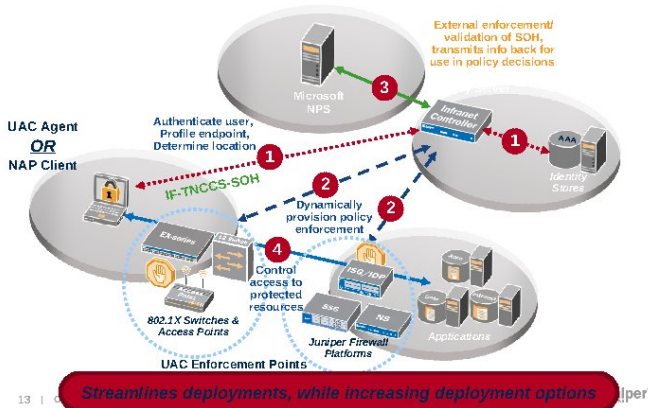 External enforcement/
validation of SOH,
transmits info back for
use in policy decisions
Microsoft
NPS
3
Infranet
Controller
1
AAA
Identity
Stores
UAC Agent
OR
NAP Client
Authenticate user,
Profile endpoint,
Determine location
1
IF-TNCCS-SOH
2
Dynamically
provision policy
enforcement
2
EX-series
4
Control
access to
protected
resources
ISG/IDP
SSG
NS
802.1X Switches &
Access Points
Juniper Firewall
Platforms
Applications
UAC Enforcement Points
13 |
Streamlines deployments, while increasing deployment options